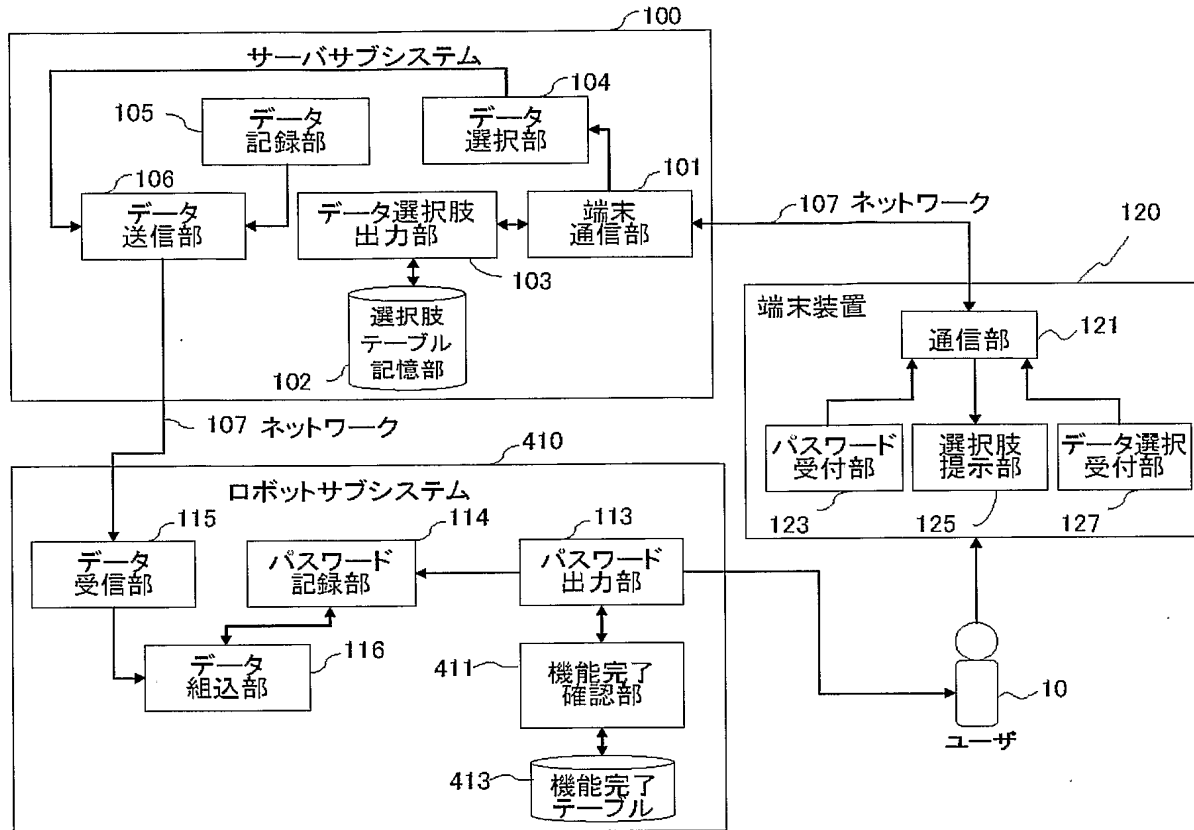 100
サーバサブシステム
104
105
データ
記録部
データ
選択部
101
106
データ
送信部
データ選択肢
出力部
端末
通信部
103
107 ネットワーク
120
選択肢
テーブル
記憶部
102
端末装置
通信部
121
パスワード
受付部
選択肢
提示部
データ選択
受付部
123
125
127
107 ネットワーク
410
ロボットサブシステム
115
114
113
データ
受信部
パスワード
記録部
パスワード
出力部
データ
組込部
116
411
機能完了
確認部
10
ユーザ
413
機能完了
テーブル